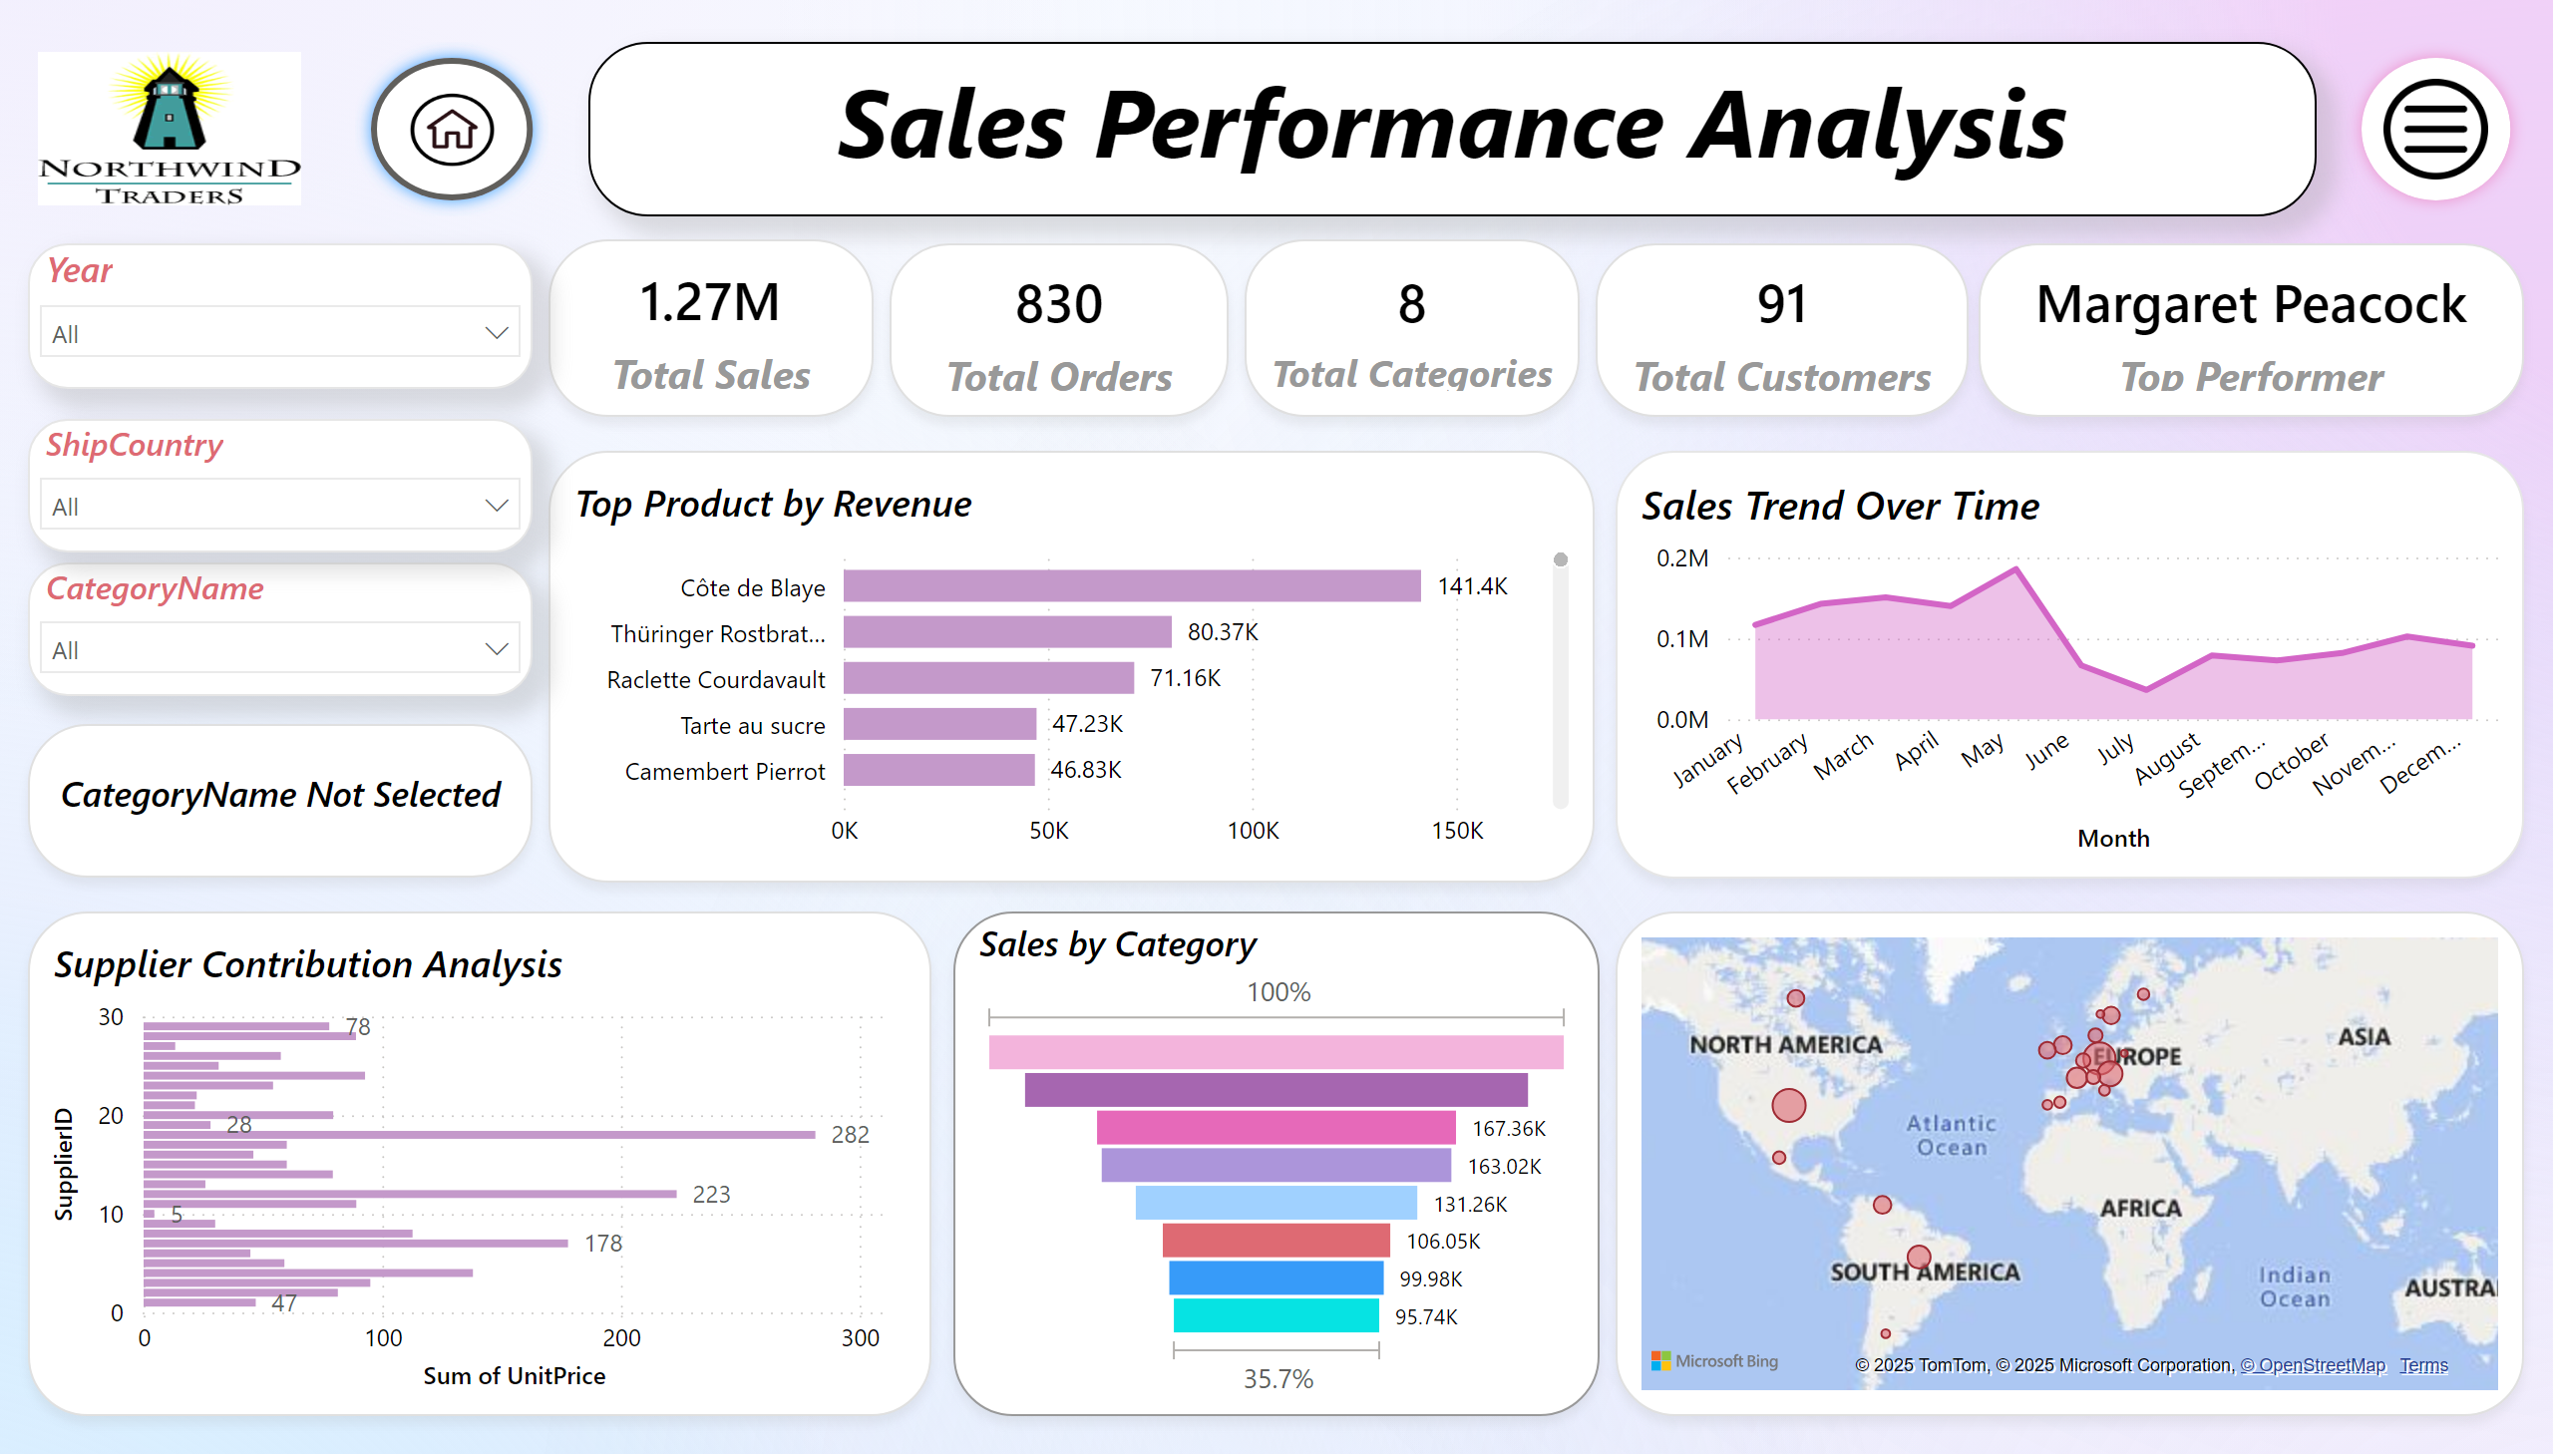 NORTHWIND
TRADERS
Sales Performance Analysis
Year
All
1.27M
Total Sales
830
Total Orders
8
Total Categories
91
Total Customers
Margaret Peacock
Top Performer
ShipCountry
All
CategoryName
All
CategoryName Not Selected
Top Product by Revenue
Côte de Blaye
141.4K
Thüringer Rostbrat...
80.37K
Raclette Courdavault
71.16K
Tarte au sucre
47.23K
Camembert Pierrot
46.83K
0K
50K
100K
150K
Sales Trend Over Time
0.2M
0.1M
0.0M
January
February
March
April
May
June
July
August
Septem...
October
Novem...
Decem...
Month
Supplier Contribution Analysis
SupplierID
30
20
10
0
78
28
282
223
5
178
47
0
100
200
300
Sum of UnitPrice
Sales by Category
100%
167.36K
163.02K
131.26K
106.05K
99.98K
95.74K
35.7%
NORTH AMERICA
EUROPE
ASIA
Atlantic
Ocean
AFRICA
SOUTH AMERICA
Indian
Ocean
AUSTRA
Microsoft Bing
© 2025 TomTom, © 2025 Microsoft Corporation, © OpenStreetMap Terms